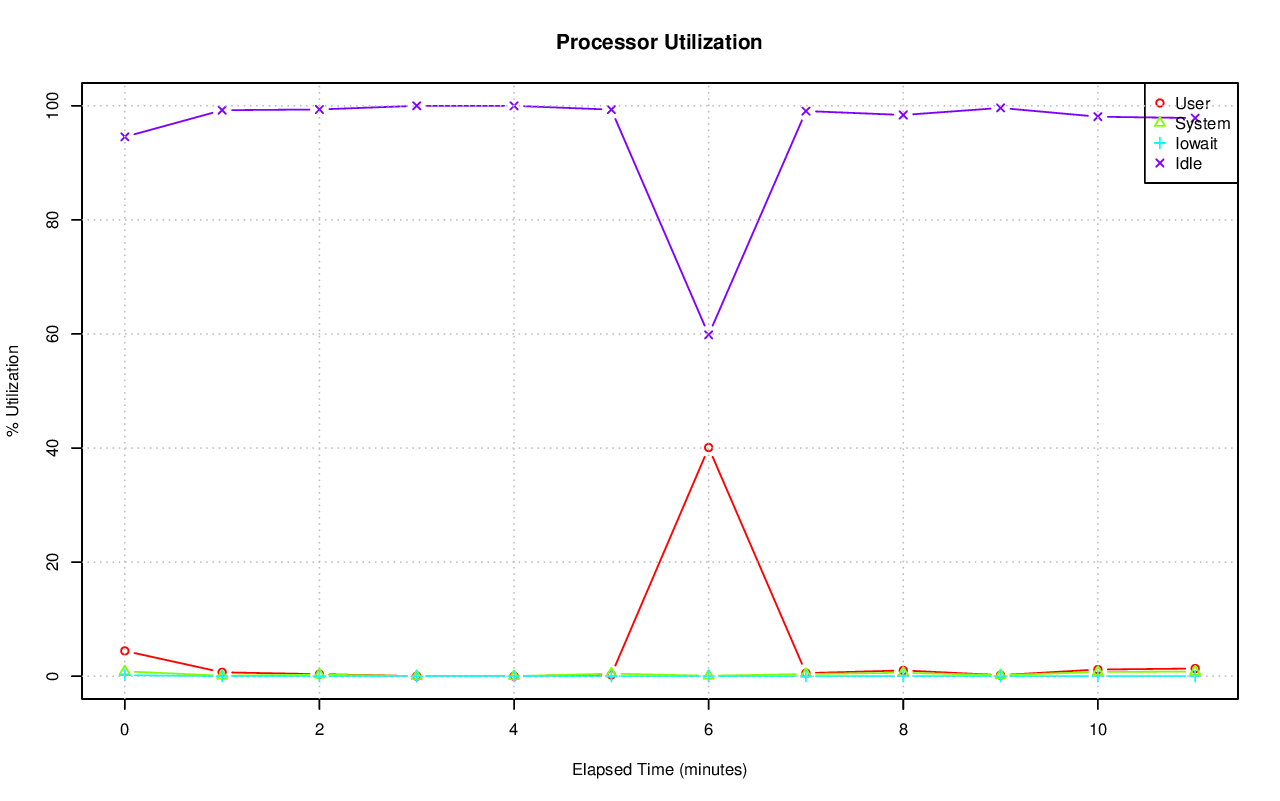 Processor Utilization
% Utilization
100
80
60
40
20
0
User
System
Iowait
Idle
0 2 4 6 8 10
Elapsed Time (minutes)